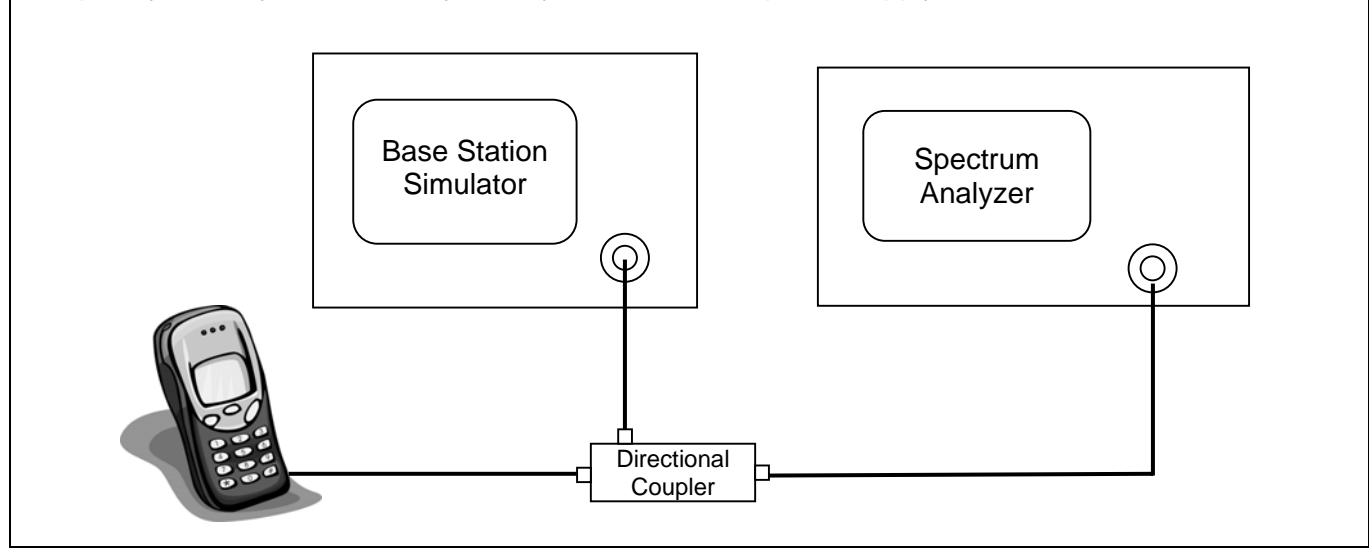 Base Station
Simulator
Spectrum
Analyzer
Directional
Coupler